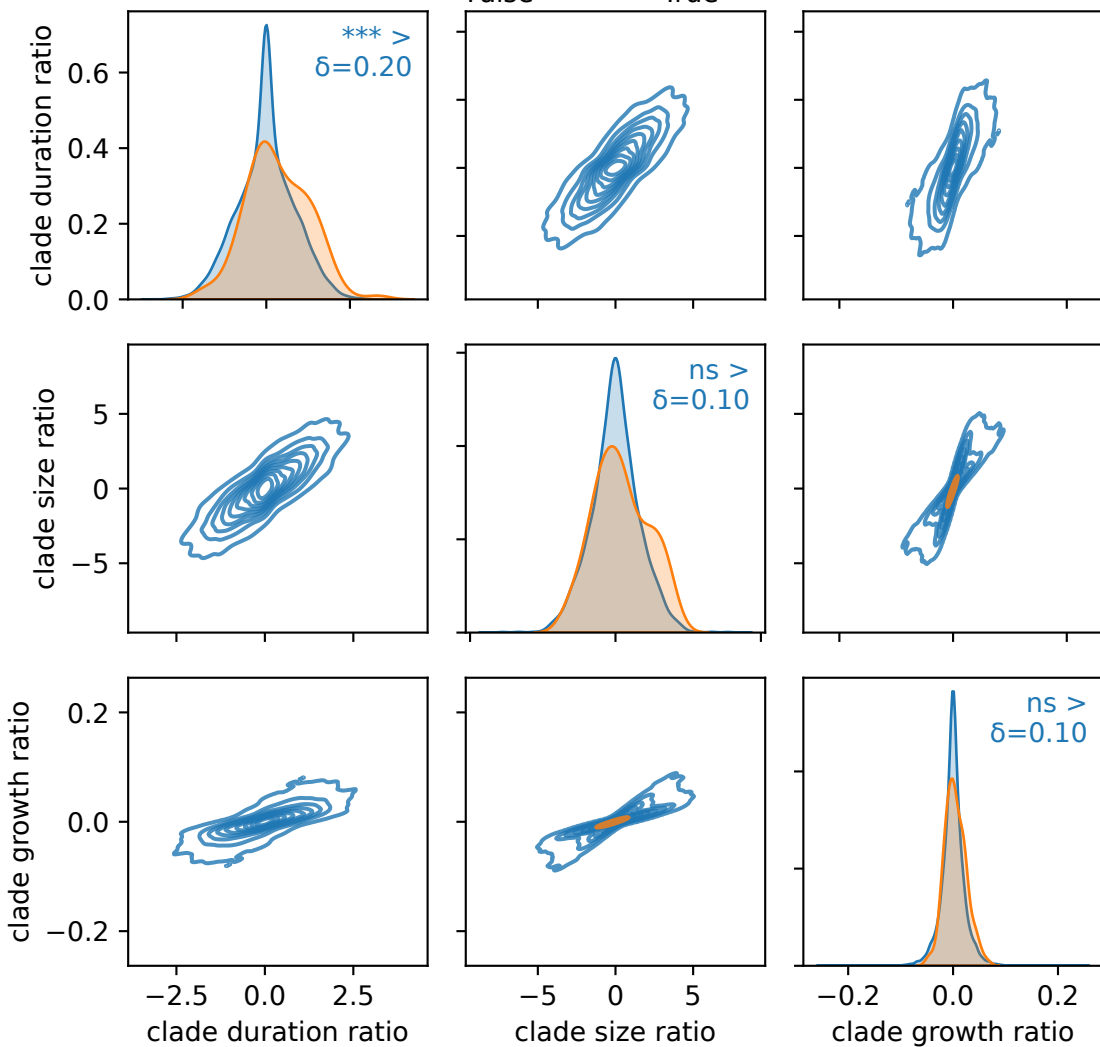 clade duration ratio
0.6
0.4
0.2
0.0
*** >
δ=0.20
clade size ratio
5
0
−5
ns >
δ=0.10
clade growth ratio
0.2
0.0
−0.2
ns >
δ=0.10
−2.5 0.0 2.5
−5 0 5
−0.2 0.0 0.2
clade duration ratio
clade size ratio
clade growth ratio